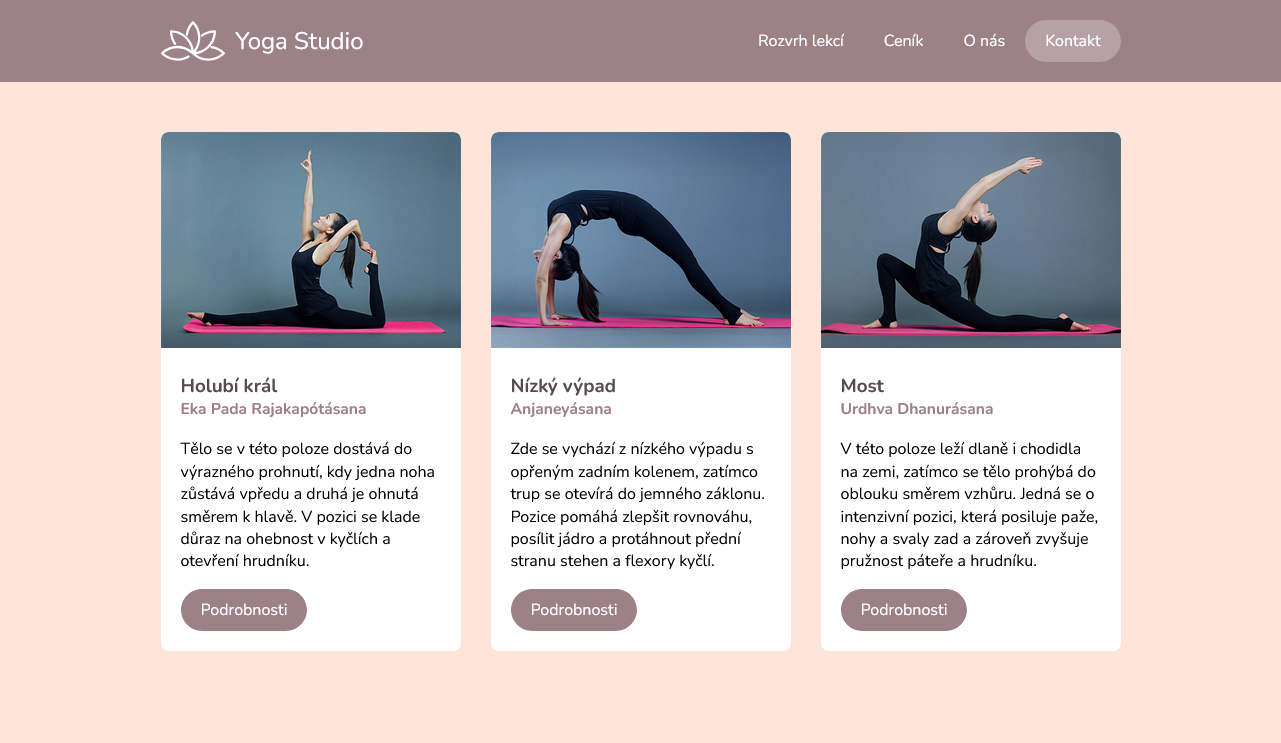 Yoga Studio
Rozvrh lekcí
Ceník
O nás
Kontakt
Holubí král
Eka Pada Rajakapótásana
Tělo se v této poloze dostává do
výrazného prohnutí, kdy jedna noha
zůstává vpředu a druhá je ohnutá
směrem k hlavě. V pozici se klade
důraz na ohebnost v kyčlích a
otevření hrudníku.
Podrobnosti
Nízký výpad
Anjaneyásana
Zde se vychází z nízkého výpadu s
opřeným zadním kolenem, zatímco
trup se otevírá do jemného záklonu.
Pozice pomáhá zlepšit rovnováhu,
posílit jádro a protáhnout přední
stranu stehen a flexory kyčlí.
Podrobnosti
Most
Urdhva Dhanurásana
V této poloze leží dlaně i chodidla
na zemi, zatímco se tělo prohýbá do
oblouku směrem vzhůru. Jedná se o
intenzivní pozici, která posiluje paže,
nohy a svaly zad a zároveň zvyšuje
pružnost páteře a hrudníku.
Podrobnosti